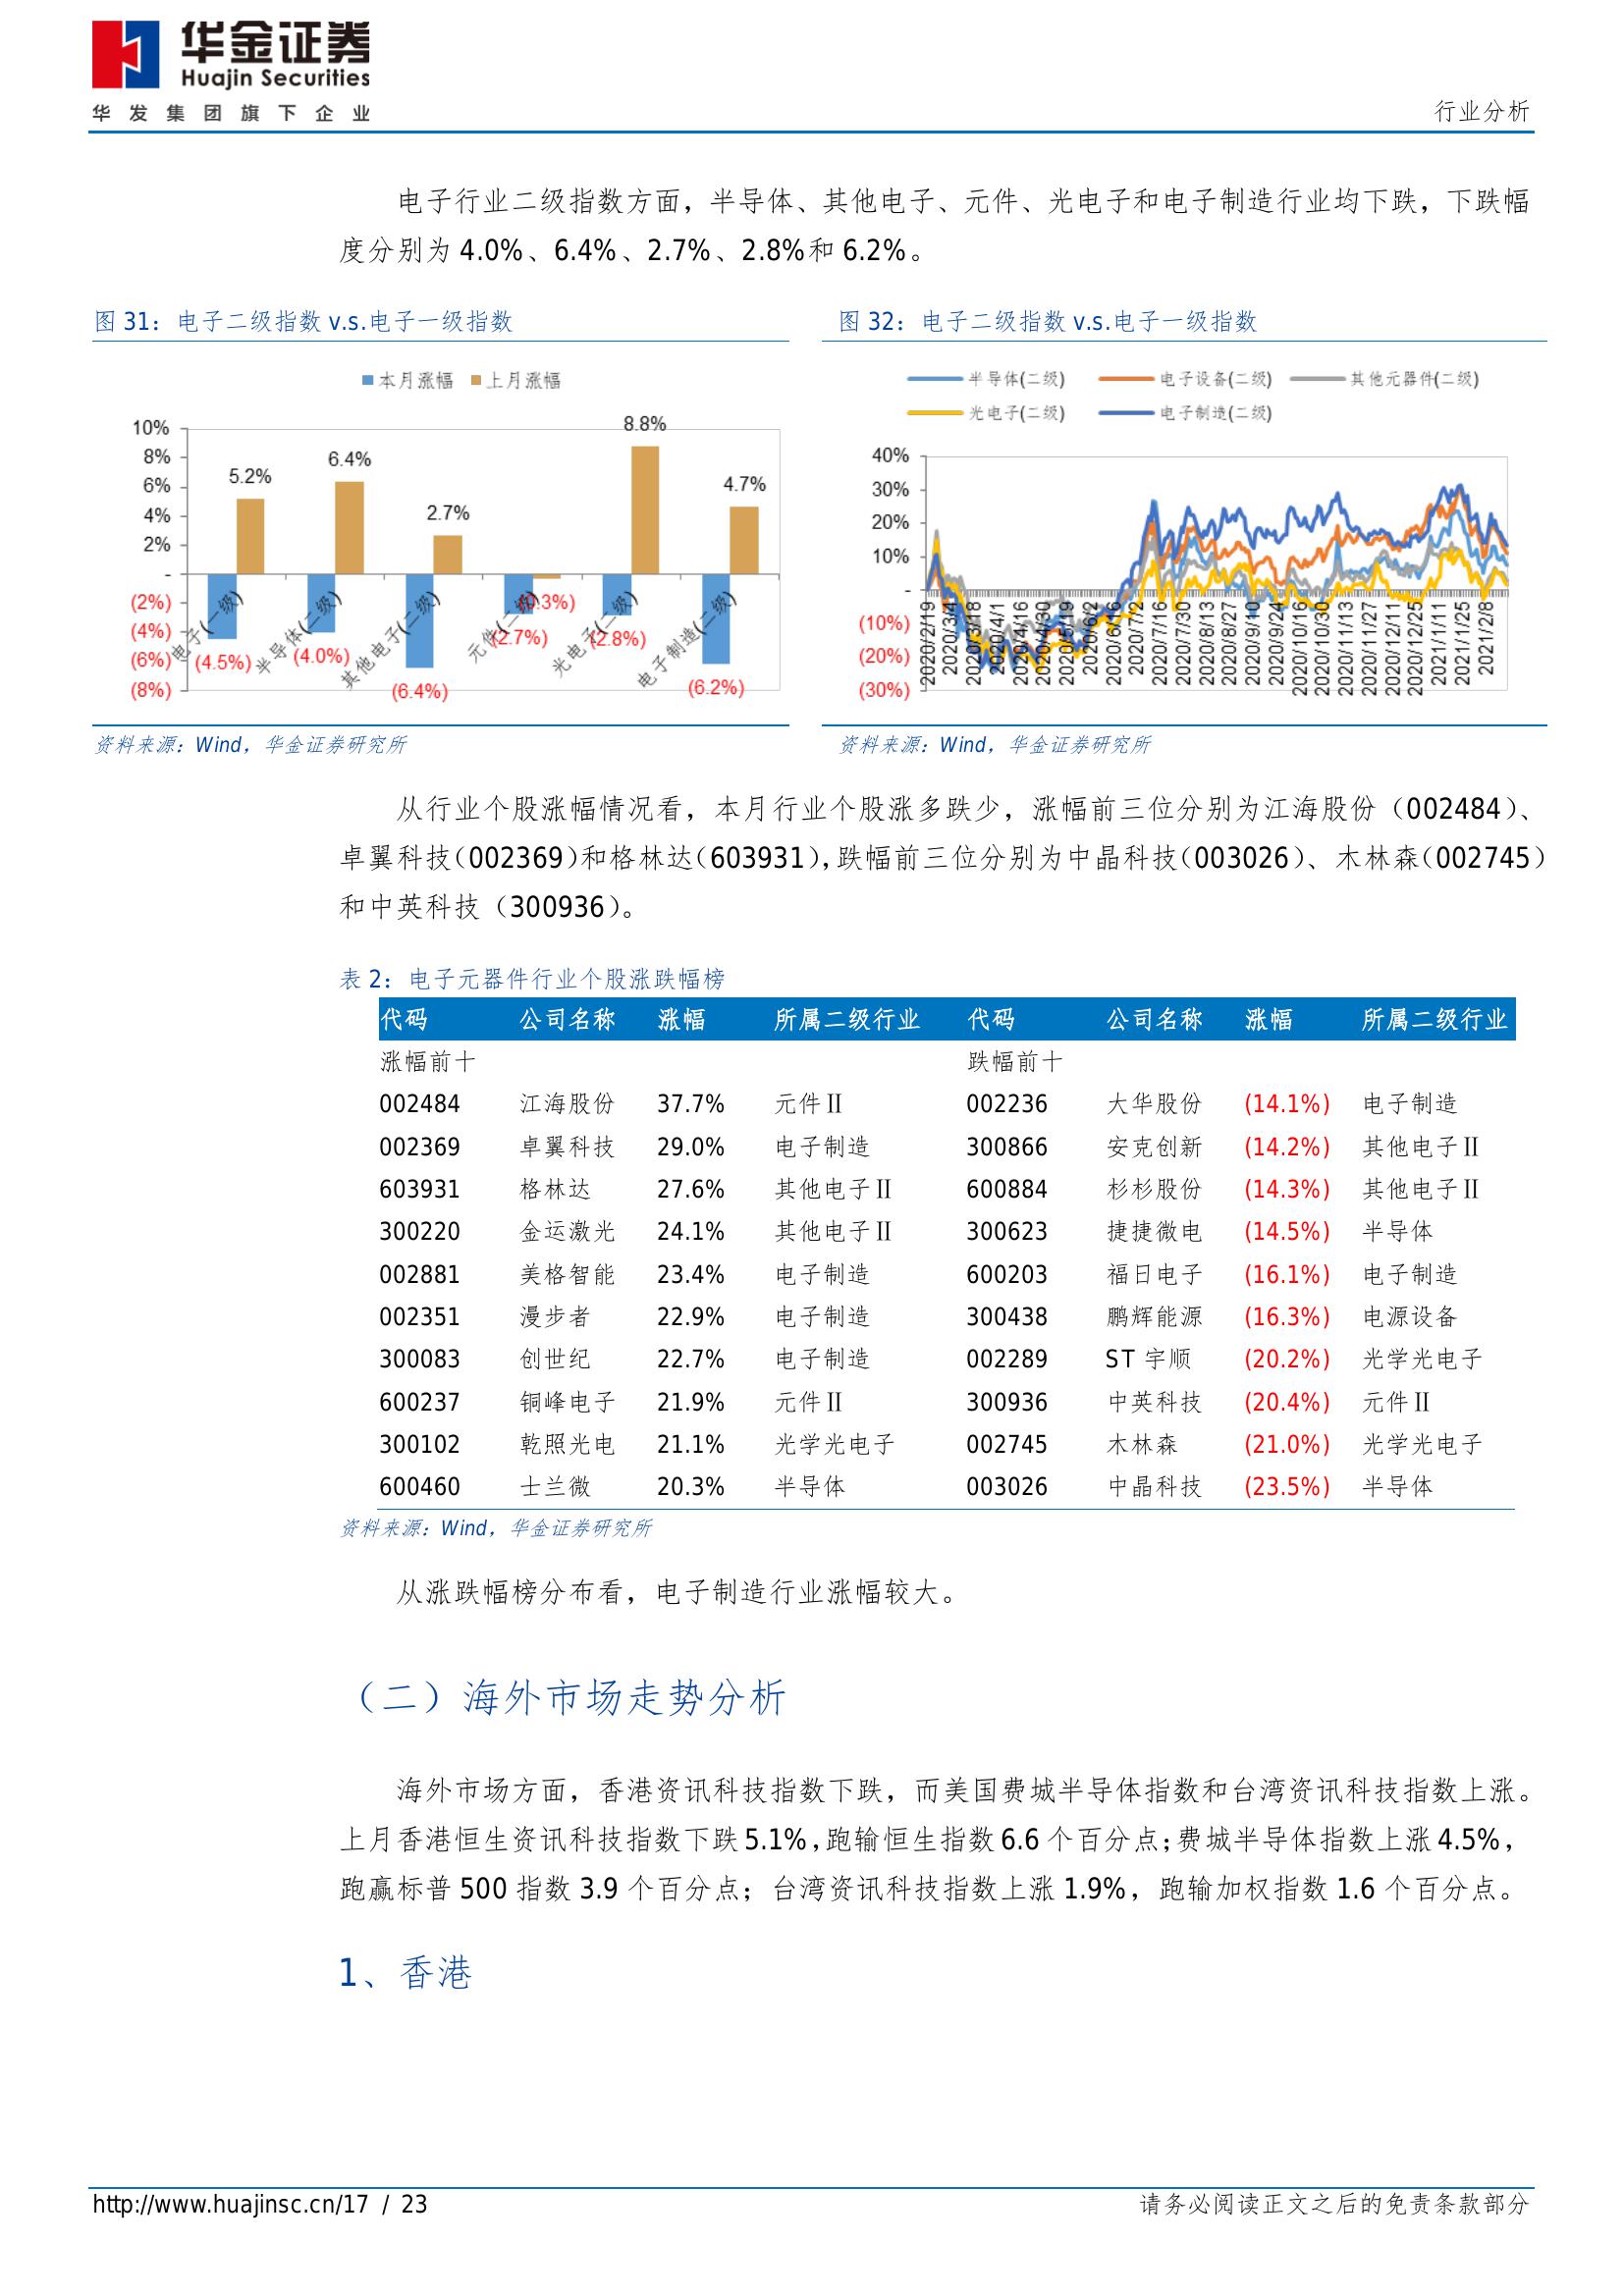 华金证券
Huajin Securities
华发集团旗下企业
行业分析
电子行业二级指数方面，半导体、其他电子、元件、光电子和电子制造行业均下跌，下跌幅
度分别为 4.0%、6.4%、2.7%、2.8%和 6.2%。
图 31：电子二级指数 v.s.电子一级指数
本月涨幅 上月涨幅
10%
8%
6%
4%
2%
-
(2%)
(4%)
(6%)
(8%)
5.2%
6.4%
2.7%
(0.3%)
8.8%
4.7%
(4.5%)
(4.0%)
(6.4%)
(2.7%)
(2.8%)
(6.2%)
电子(一级)
半导体(二级)
其他电子(二级)
元件(二级)
光电子(二级)
电子制造(二级)
资料来源：Wind，华金证券研究所
图 32：电子二级指数 v.s.电子一级指数
半导体(二级) 电子设备(二级) 其他元器件(二级)
光电子(二级) 电子制造(二级)
40%
30%
20%
10%
-
(10%)
(20%)
(30%)
2020/2/19
2020/3/4
2020/3/18
2020/4/1
2020/4/16
2020/4/30
2020/5/19
2020/6/2
2020/6/16
2020/7/2
2020/7/16
2020/7/30
2020/8/13
2020/8/27
2020/9/10
2020/9/24
2020/10/16
2020/10/30
2020/11/13
2020/11/27
2020/12/11
2020/12/25
2021/1/11
2021/1/25
2021/2/8
资料来源：Wind，华金证券研究所
从行业个股涨幅情况看，本月行业个股涨多跌少，涨幅前三位分别为江海股份（002484）、
卓翼科技（002369）和格林达（603931），跌幅前三位分别为中晶科技（003026）、木林森（002745）
和中英科技（300936）。
表 2：电子元器件行业个股涨跌幅榜
代码 公司名称 涨幅 所属二级行业 代码 公司名称 涨幅 所属二级行业
涨幅前十 跌幅前十
002484 江海股份 37.7% 元件Ⅱ 002236 大华股份 (14.1%) 电子制造
002369 卓翼科技 29.0% 电子制造 300866 安克创新 (14.2%) 其他电子Ⅱ
603931 格林达 27.6% 其他电子Ⅱ 600884 杉杉股份 (14.3%) 其他电子Ⅱ
300220 金运激光 24.1% 其他电子Ⅱ 300623 捷捷微电 (14.5%) 半导体
002881 美格智能 23.4% 电子制造 600203 福日电子 (16.1%) 电子制造
002351 漫步者 22.9% 电子制造 300438 鹏辉能源 (16.3%) 电源设备
300083 创世纪 22.7% 电子制造 002289 ST 宇顺 (20.2%) 光学光电子
600237 铜峰电子 21.9% 元件Ⅱ 300936 中英科技 (20.4%) 元件Ⅱ
300102 乾照光电 21.1% 光学光电子 002745 木林森 (21.0%) 光学光电子
600460 士兰微 20.3% 半导体 003026 中晶科技 (23.5%) 半导体
资料来源：Wind，华金证券研究所
从涨跌幅榜分布看，电子制造行业涨幅较大。
（二）海外市场走势分析
海外市场方面，香港资讯科技指数下跌，而美国费城半导体指数和台湾资讯科技指数上涨。
上月香港恒生资讯科技指数下跌 5.1%，跑输恒生指数 6.6 个百分点；费城半导体指数上涨 4.5%，
跑赢标普 500 指数 3.9 个百分点；台湾资讯科技指数上涨 1.9%，跑输加权指数 1.6 个百分点。
1、香港
http://www.huajinsc.cn/17 / 23
请务必阅读正文之后的免责条款部分